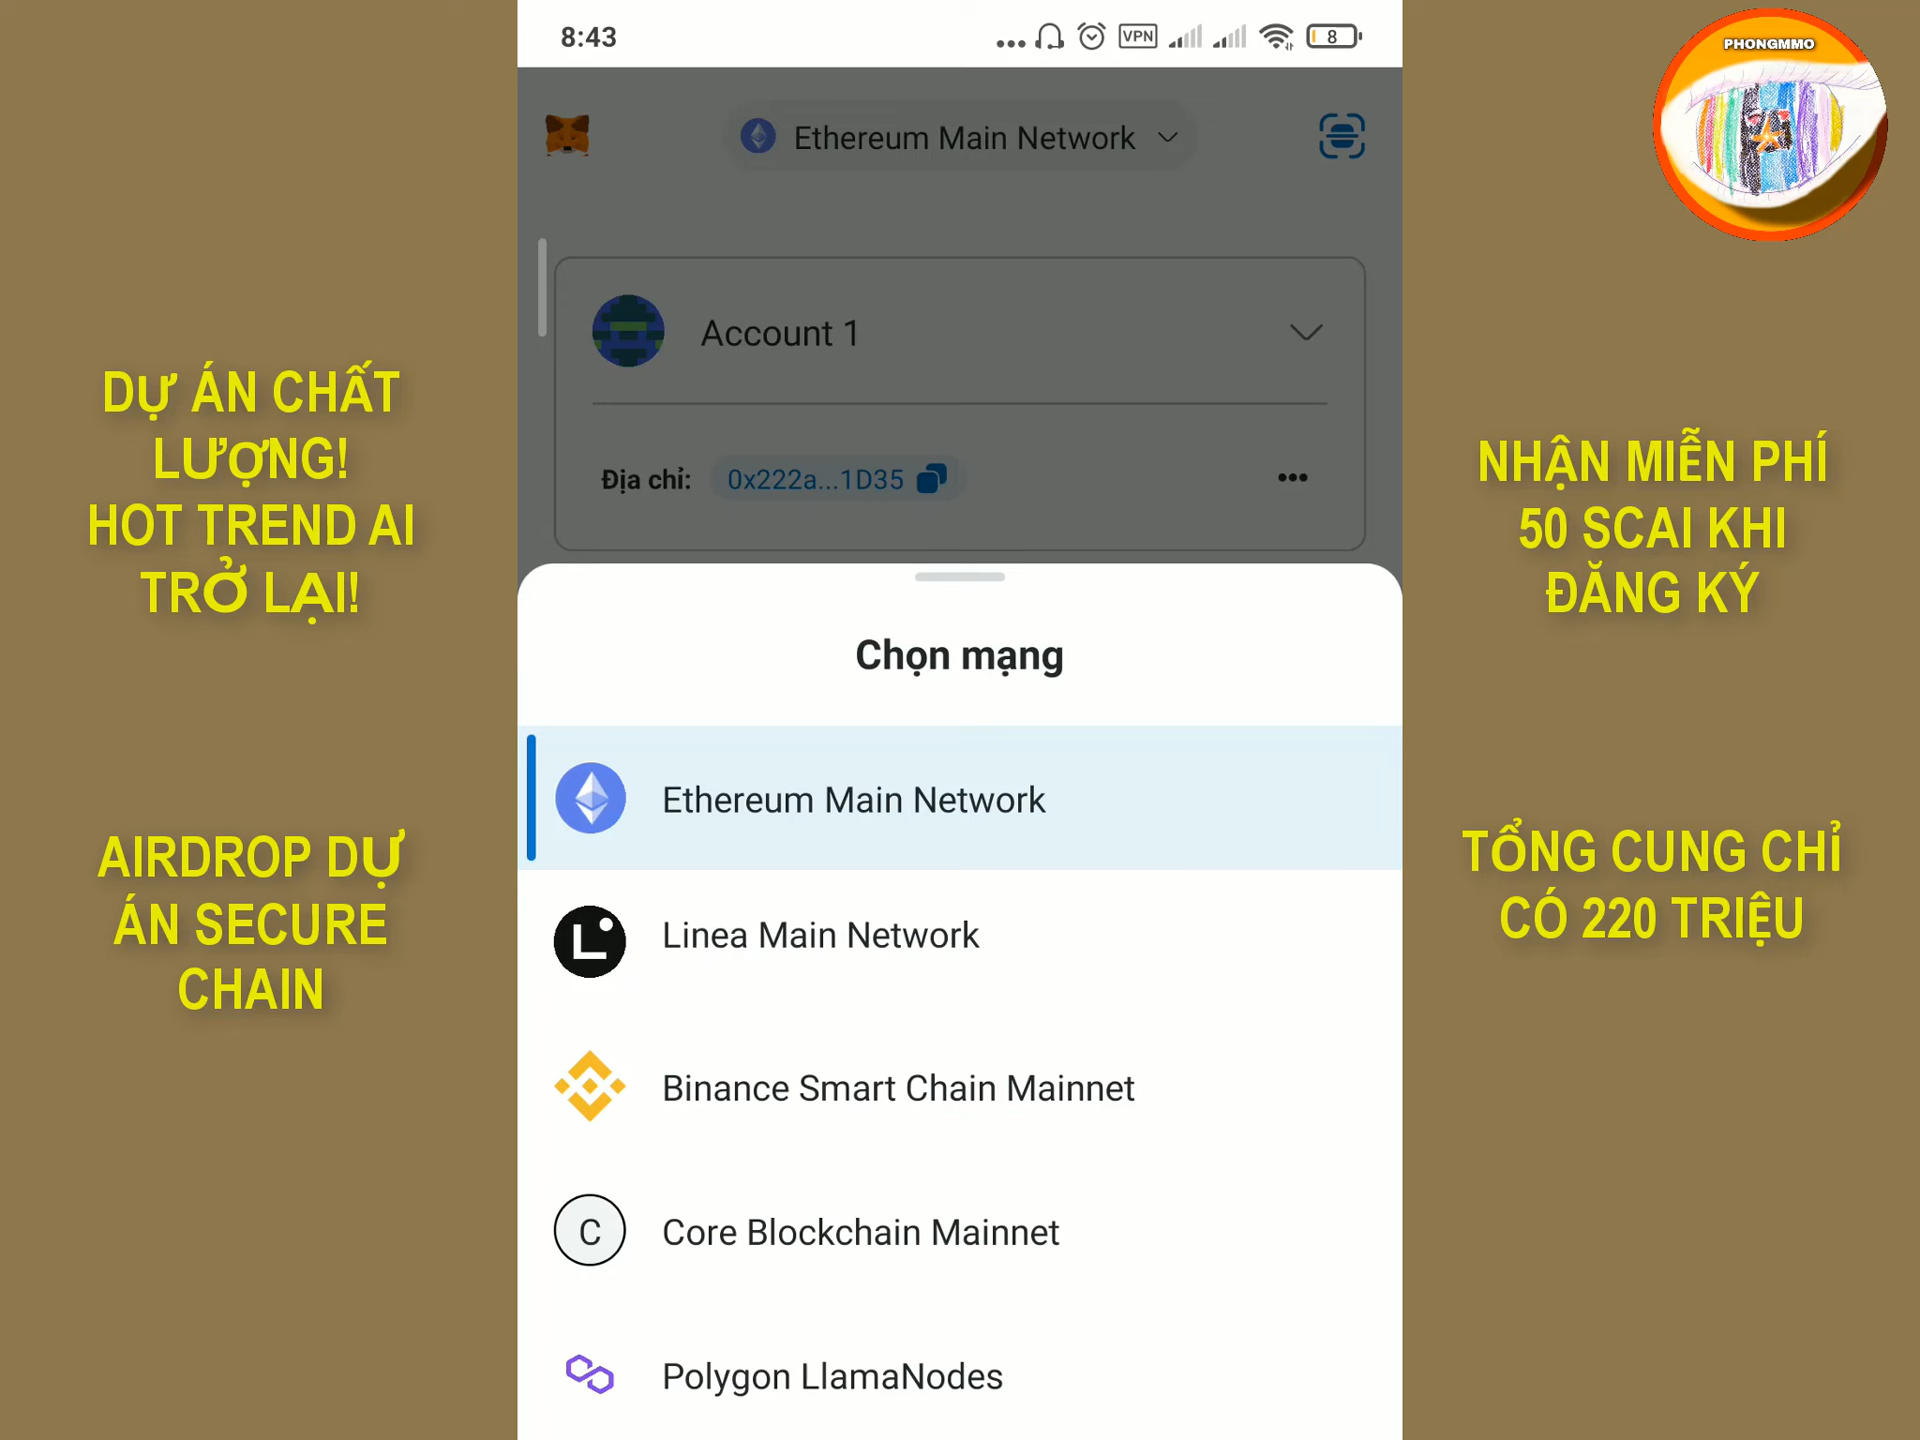 8:43
VPN
8
PHONGMMO
Ethereum Main Network
Account 1
Địa chỉ: 0x222a...1D35
DỰ ÁN CHẤT
LƯỢNG!
HOT TREND AI
TRỞ LẠI!
AIRDROP DỰ
ÁN SECURE
CHAIN
Chọn mạng
Ethereum Main Network
L Linea Main Network
Binance Smart Chain Mainnet
C Core Blockchain Mainnet
Polygon LlamaNodes
NHẬN MIỄN PHÍ
50 SCAI KHI
ĐĂNG KÝ
TỔNG CUNG CHỈ
CÓ 220 TRIỆU